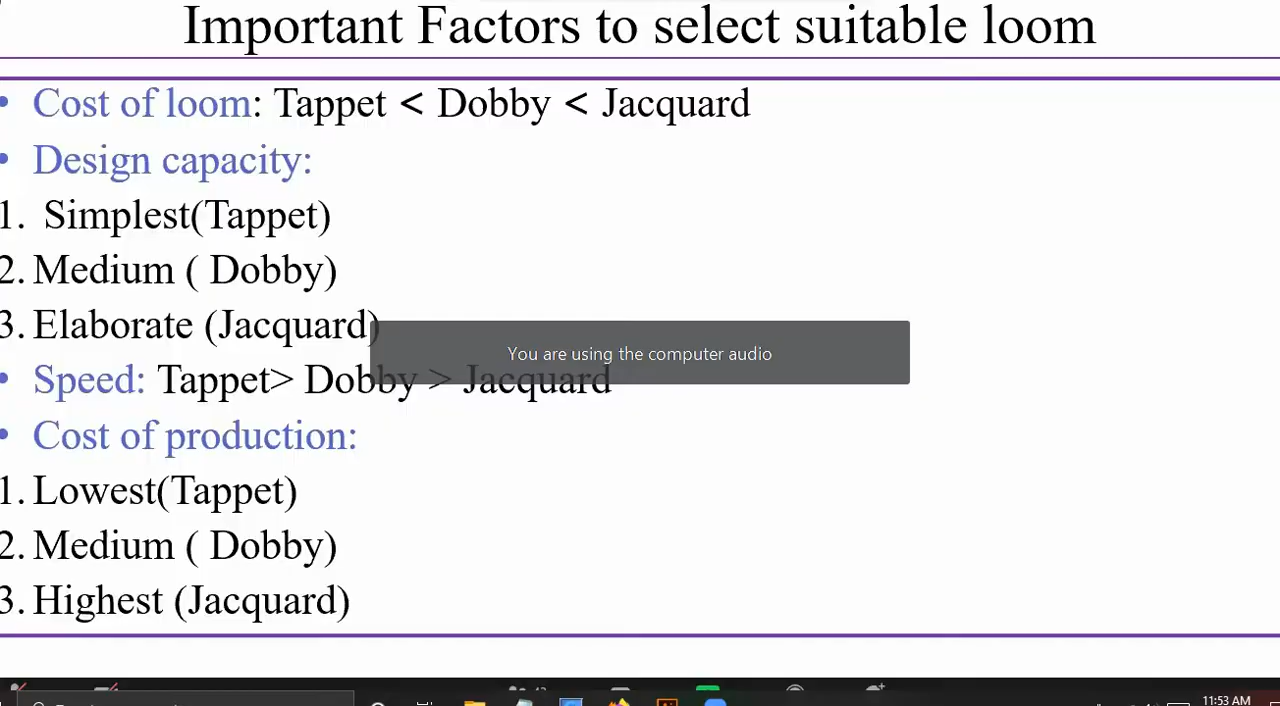 Important Factors to select suitable loom
• Cost of loom: Tappet < Dobby < Jacquard
• Design capacity:
1. Simplest(Tappet)
2. Medium ( Dobby)
3. Elaborate (Jacquard)
You are using the computer audio
• Speed: Tappet> Dobby > Jacquard
• Cost of production:
1. Lowest(Tappet)
2. Medium ( Dobby)
3. Highest (Jacquard)
11:53 AM